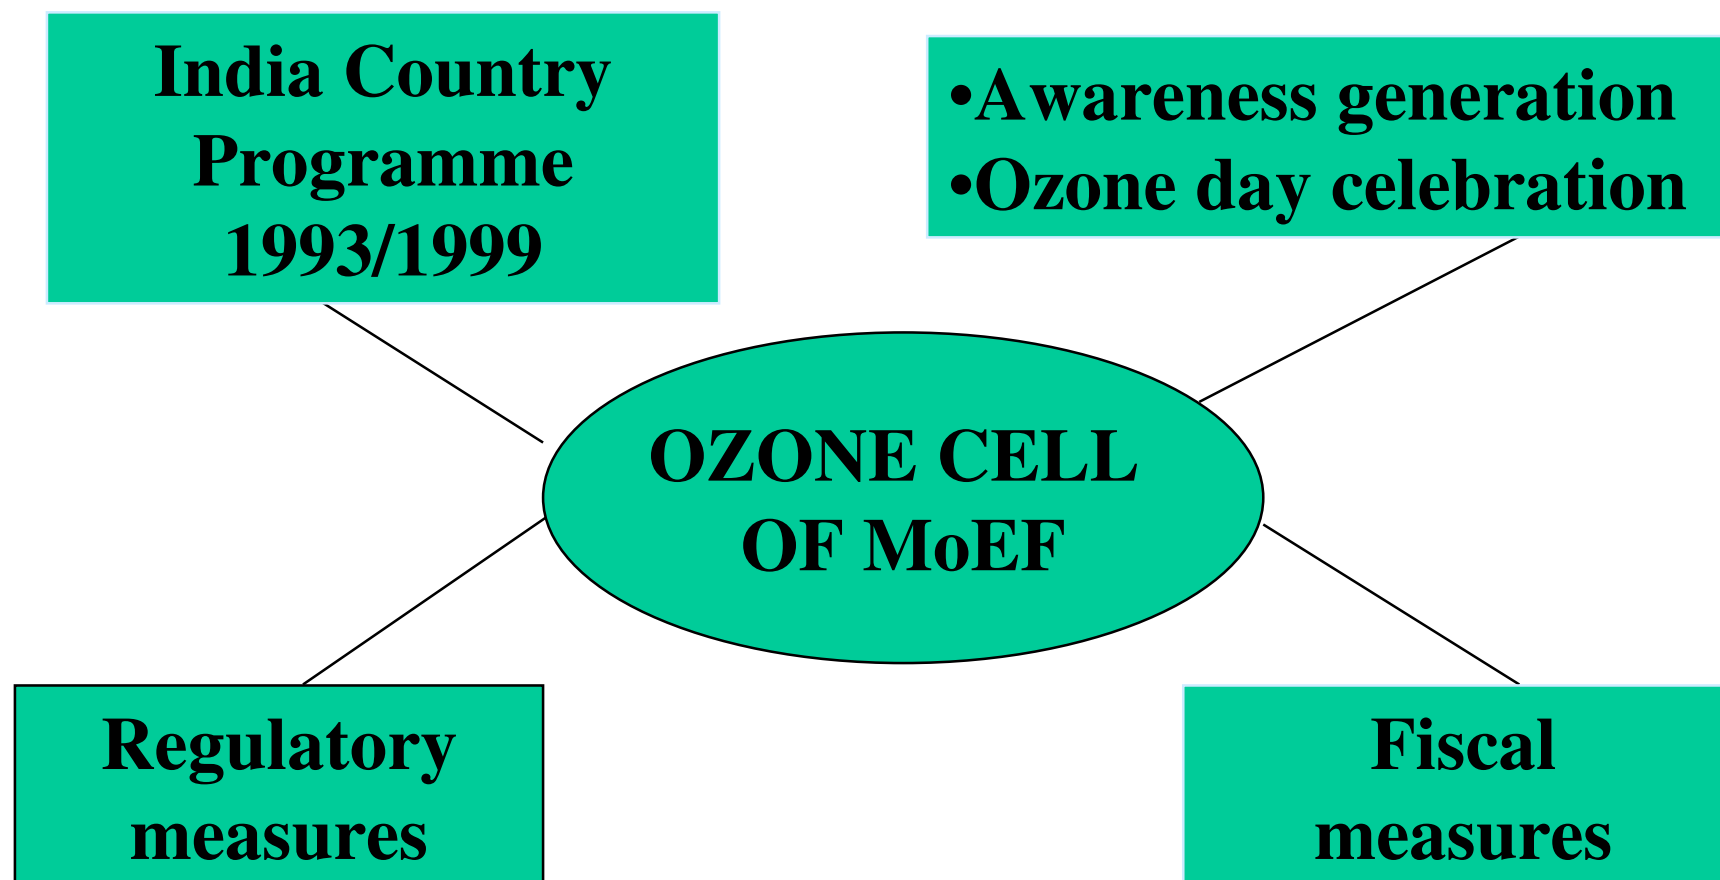 India Country
Programme
1993/1999
•Awareness generation
•Ozone day celebration
OZONE CELL
OF MoEF
Regulatory
measures
Fiscal
measures